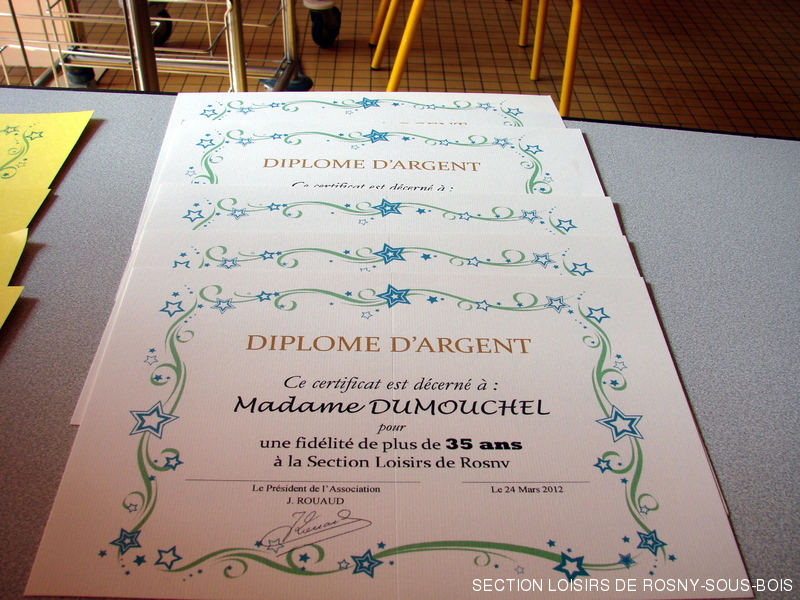 DIPLOME D'ARGENT
Ce certificat est décerné à :
DIPLOME D'ARGENT
Ce certificat est décerné à :
Madame DUMOUCHEL
pour
une fidélité de plus de 35 ans
à la Section Loisirs de Rosny
Le Président de l'Association
Le 24 Mars 2012
J. ROUAUD
SECTION LOISIRS DE ROSNY-SOUS-BOIS